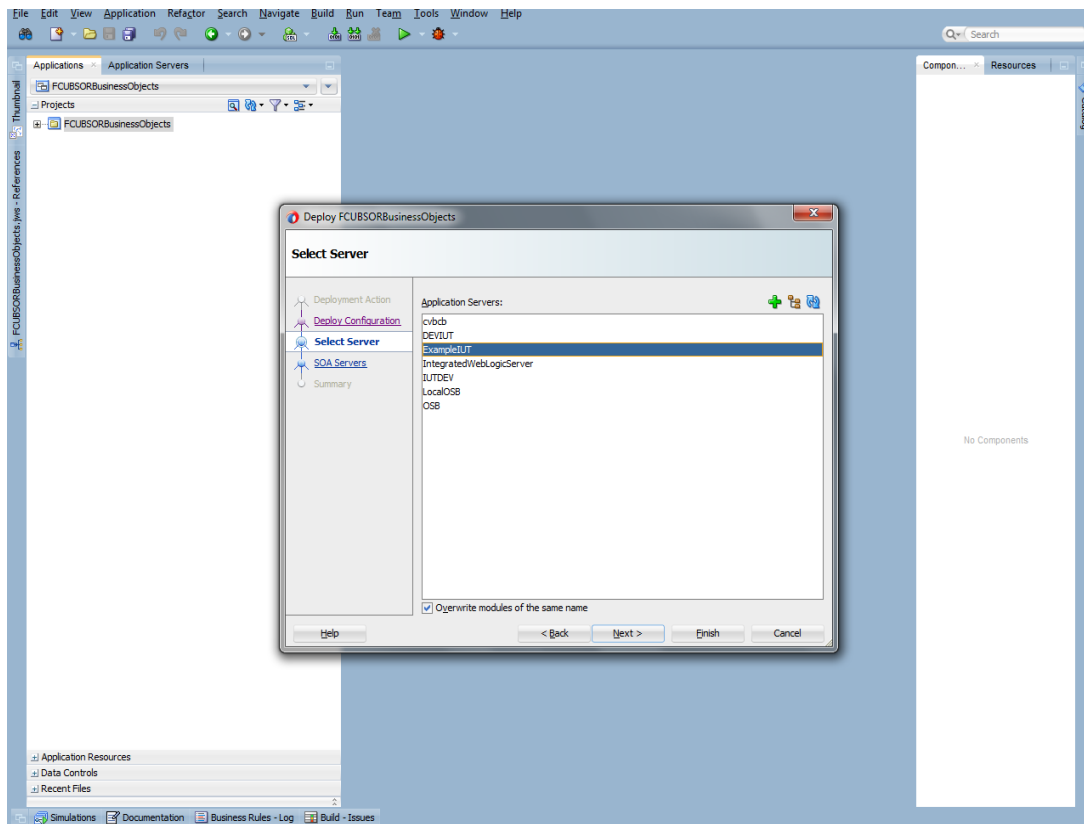 File Edit View Application Refactor Search Navigate Build Run Team Tools Window Help
Search
Applications Application Servers
Compon... Resources
FCUBSORBusinessObjects
Projects
FCUBSORBusinessObjects
Thumbnail
FCUBSORBusinessObjects.jws - References
Deploy FCUBSORBusinessObjects
Select Server
Deployment Action
Deploy Configuration
Select Server
SOA Servers
Summary
Application Servers:
cvbcb
DEVIUT
ExampleIUT
IntegratedWebLogicServer
IUTDEV
LocalOSB
OSB
Overwrite modules of the same name
Help < Back Next > Finish Cancel
No Components
Application Resources
Data Controls
Recent Files
Simulations Documentation Business Rules - Log Build - Issues